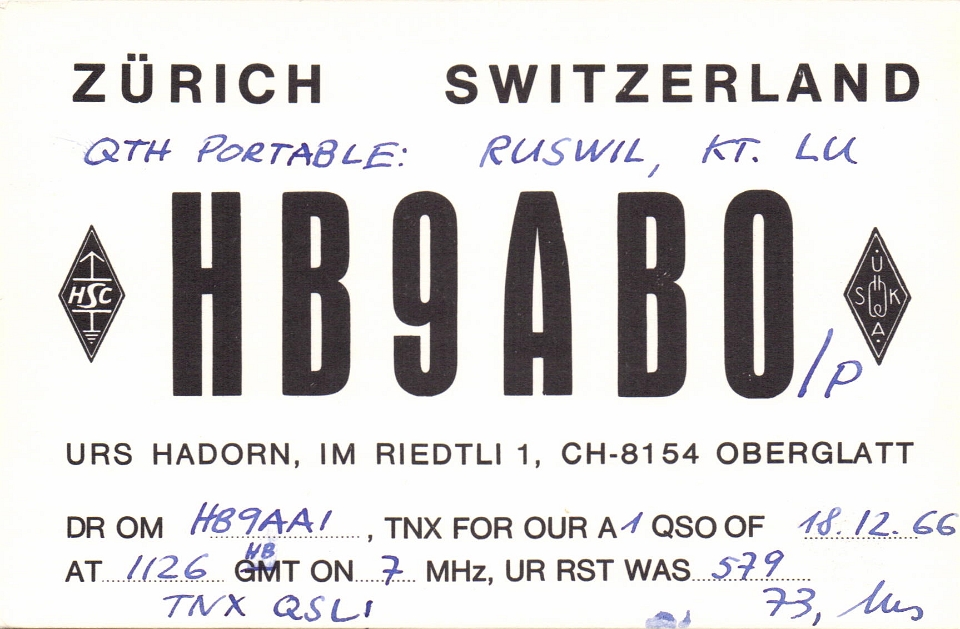 ZÜRICH SWITZERLAND
QTH PORTABLE: RUSWIL, KT. LU
HB9ABO/P
HSC
U
S K
A
URS HADORN, IM RIEDTLI 1, CH-8154 OBERGLATT
DR OM HB9AAI, TNX FOR OUR A1 QSO OF 18.12.66
HB
AT 1126 GMT ON 7 MHz, UR RST WAS 579
TNX QSLI 73, Urs